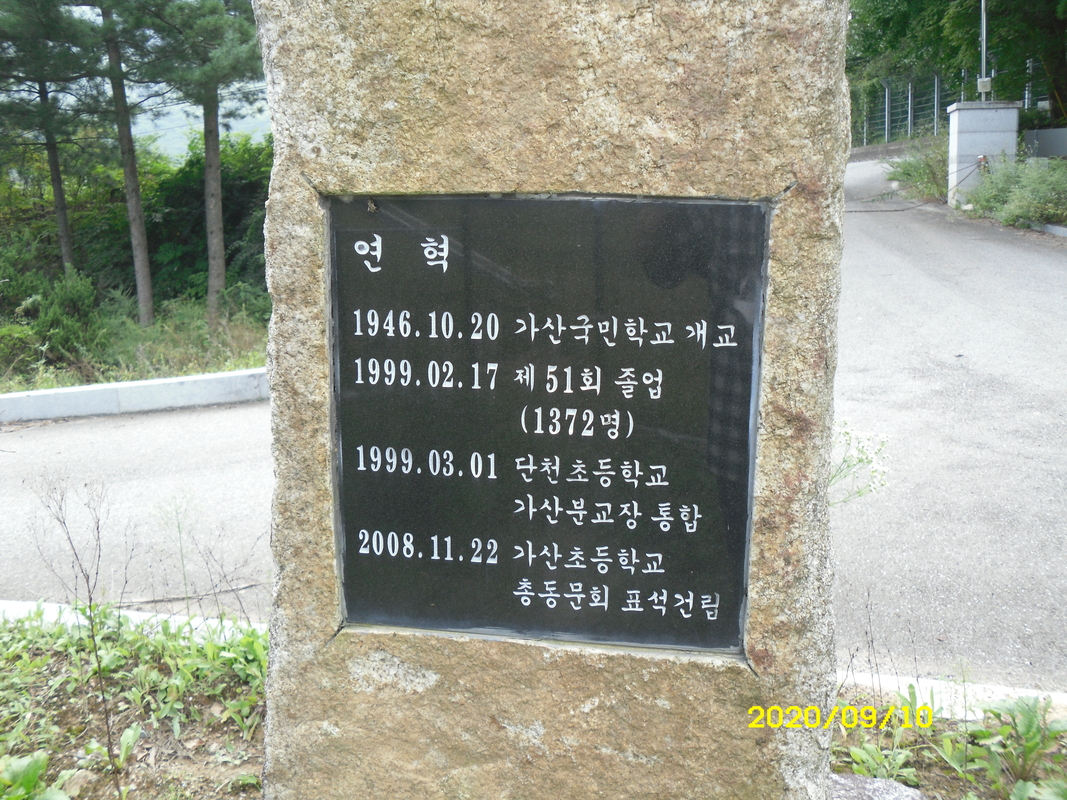 연 혁
1946.10.20 가산국민학교 개교
1999.02.17 제51회 졸업
(1372명)
1999.03.01 단천초등학교
가산분교장 통합
2008.11.22 가산초등학교
총동문회 표석건립
2020/09/10